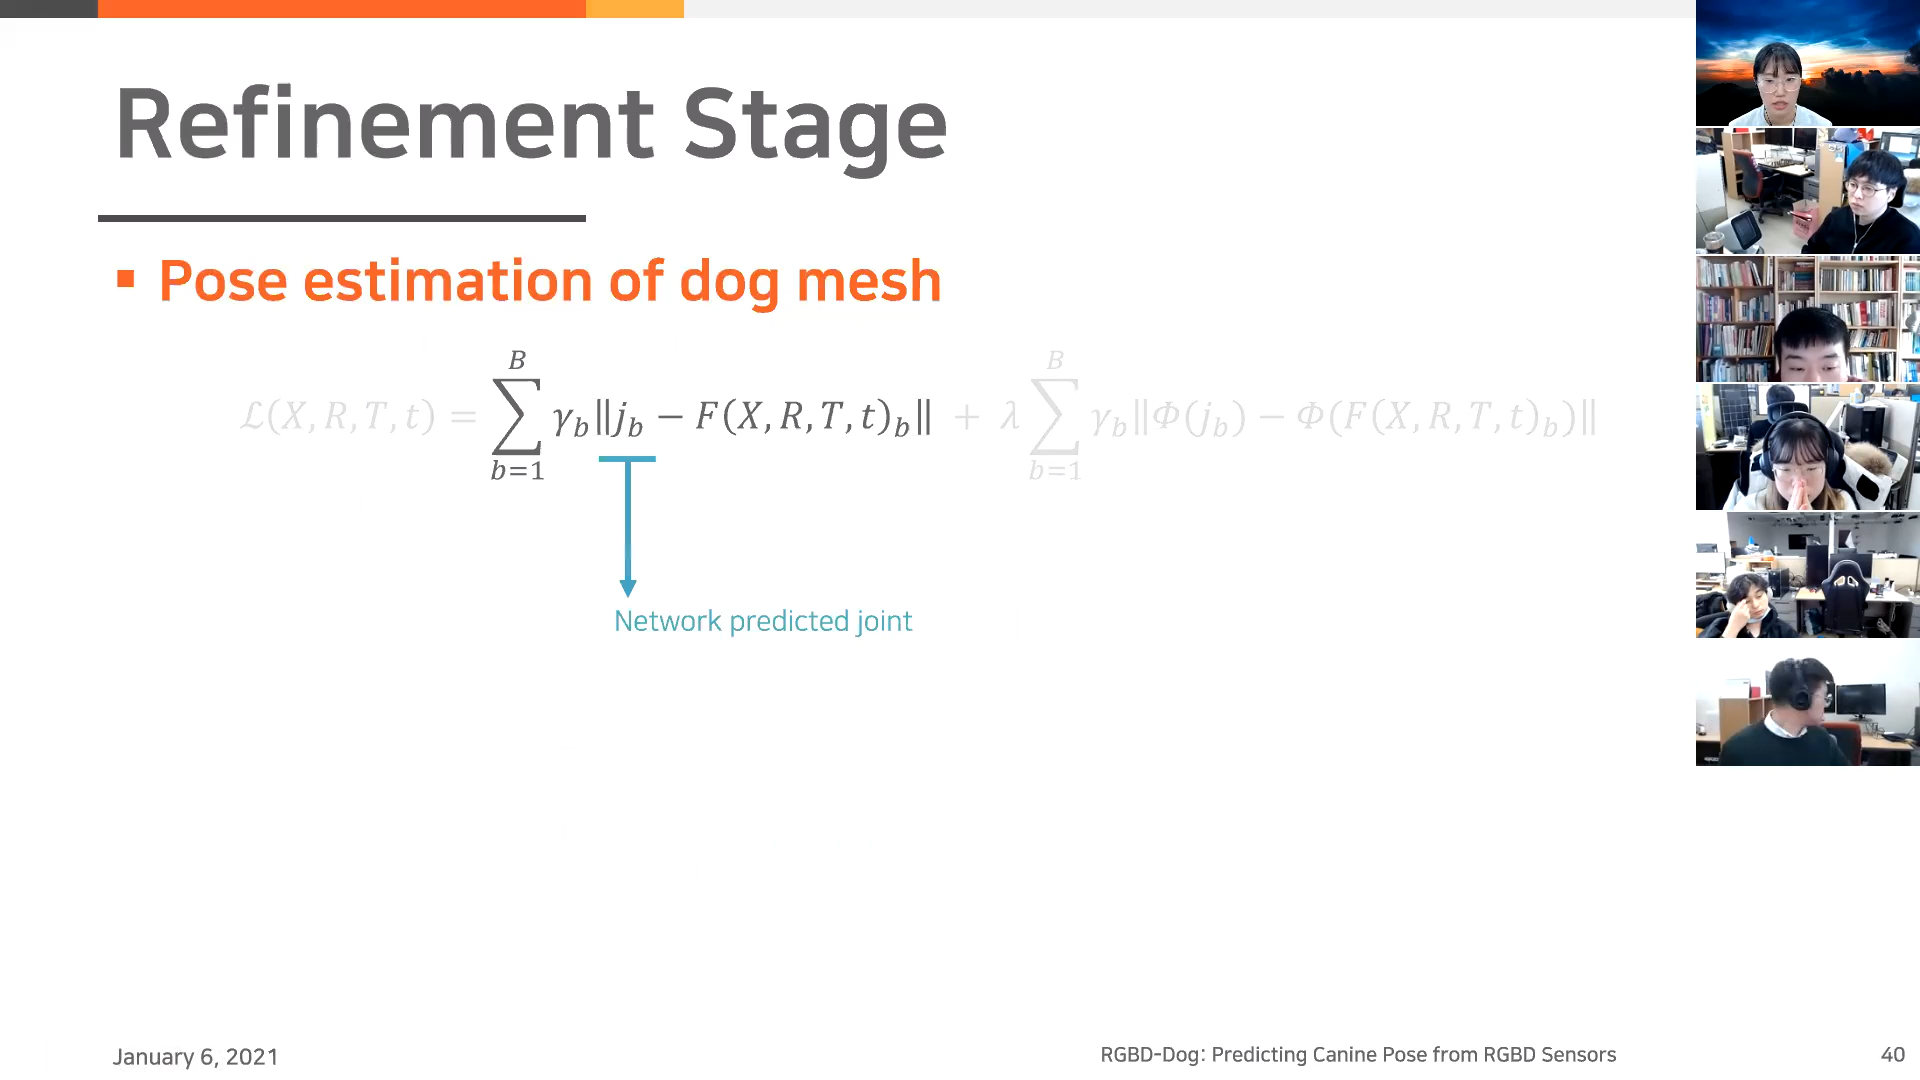 Refinement Stage
▪ Pose estimation of dog mesh
ℒ(X, R, T, t) = ∑_{b=1}^{B} γ_b‖j_b − F(X, R, T, t)_b‖ + λ ∑_{b=1}^{B} γ_b‖Φ(j_b) − Φ(F(X, R, T, t)_b)‖
Network predicted joint
January 6, 2021
RGBD-Dog: Predicting Canine Pose from RGBD Sensors
40